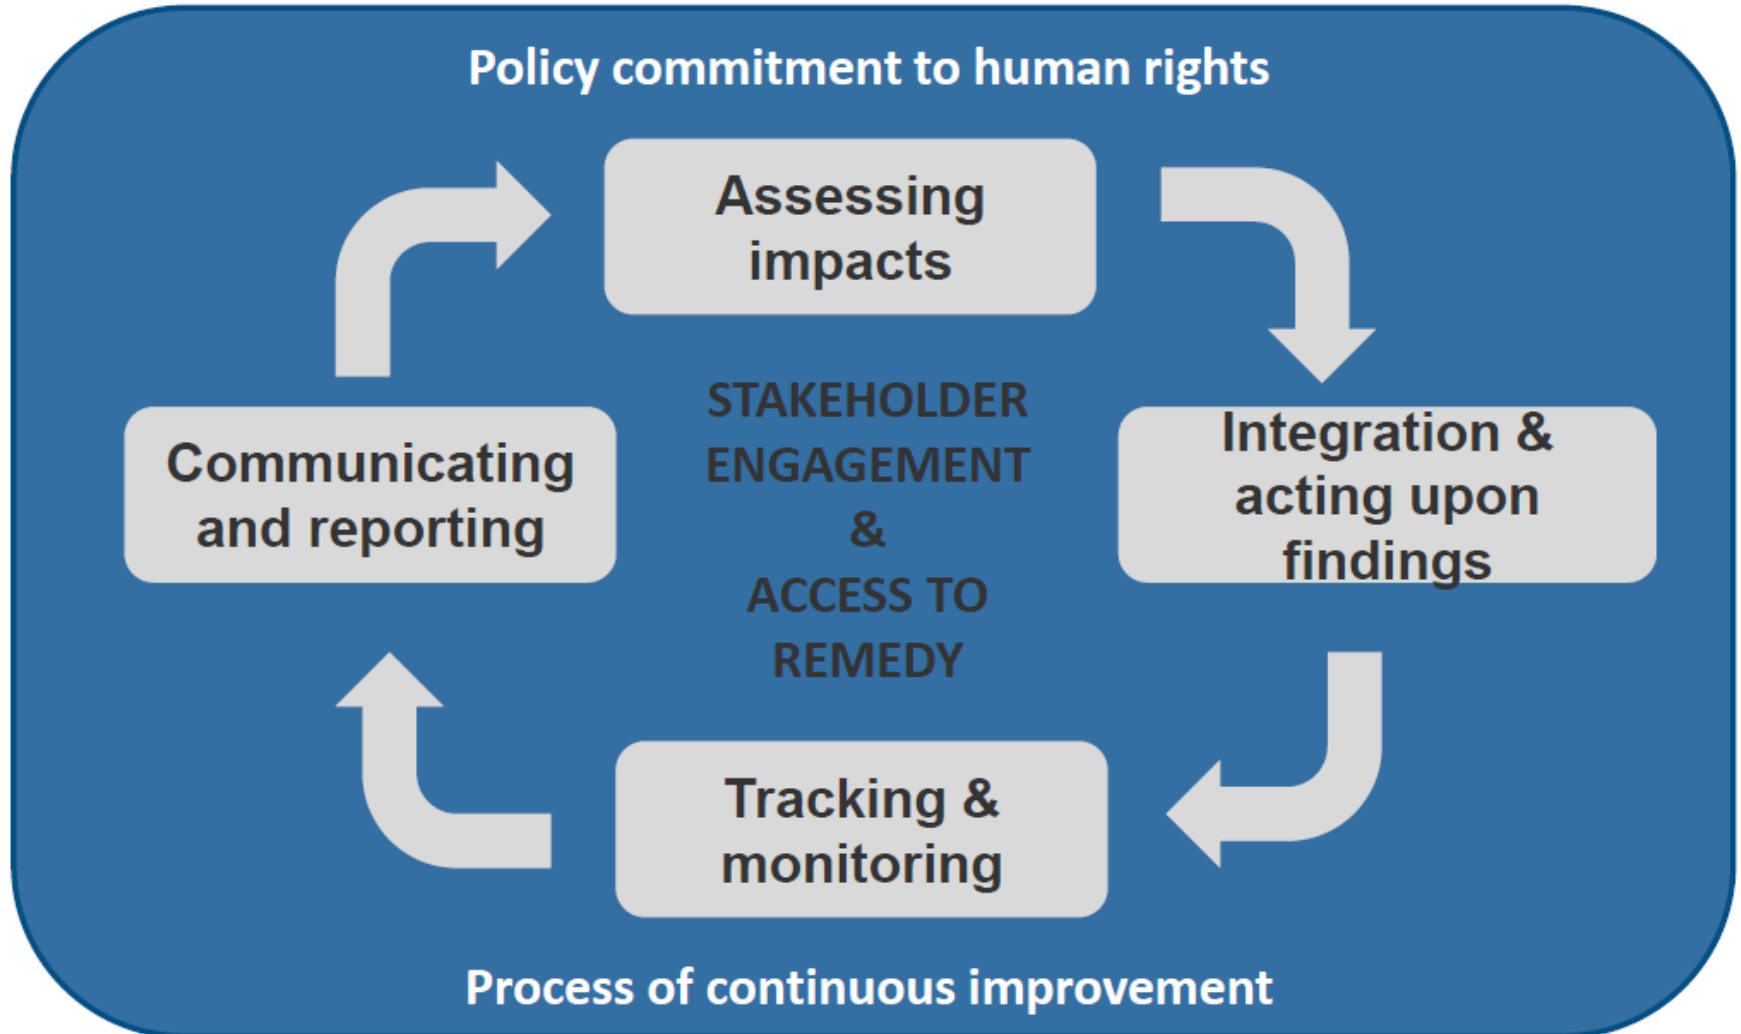 Policy commitment to human rights
Assessing
impacts
STAKEHOLDER
ENGAGEMENT
&
ACCESS TO
REMEDY
Communicating
and reporting
Integration &
acting upon
findings
Tracking &
monitoring
Process of continuous improvement